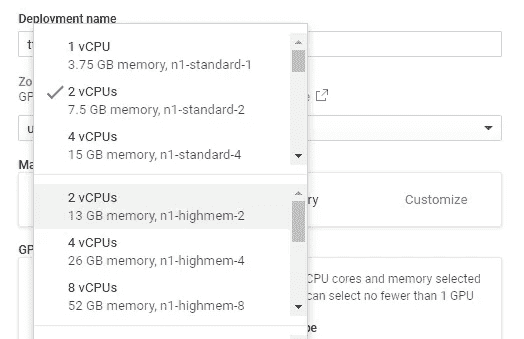 Deployment name
1 vCPU
3.75 GB memory, n1-standard-1
2 vCPUs
7.5 GB memory, n1-standard-2
4 vCPUs
15 GB memory, n1-standard-4
2 vCPUs
13 GB memory, n1-highmem-2
Customize
4 vCPUs
26 GB memory, n1-highmem-4
8 vCPUs
52 GB memory, n1-highmem-8
CPU cores and memory selected
can select no fewer than 1 GPU